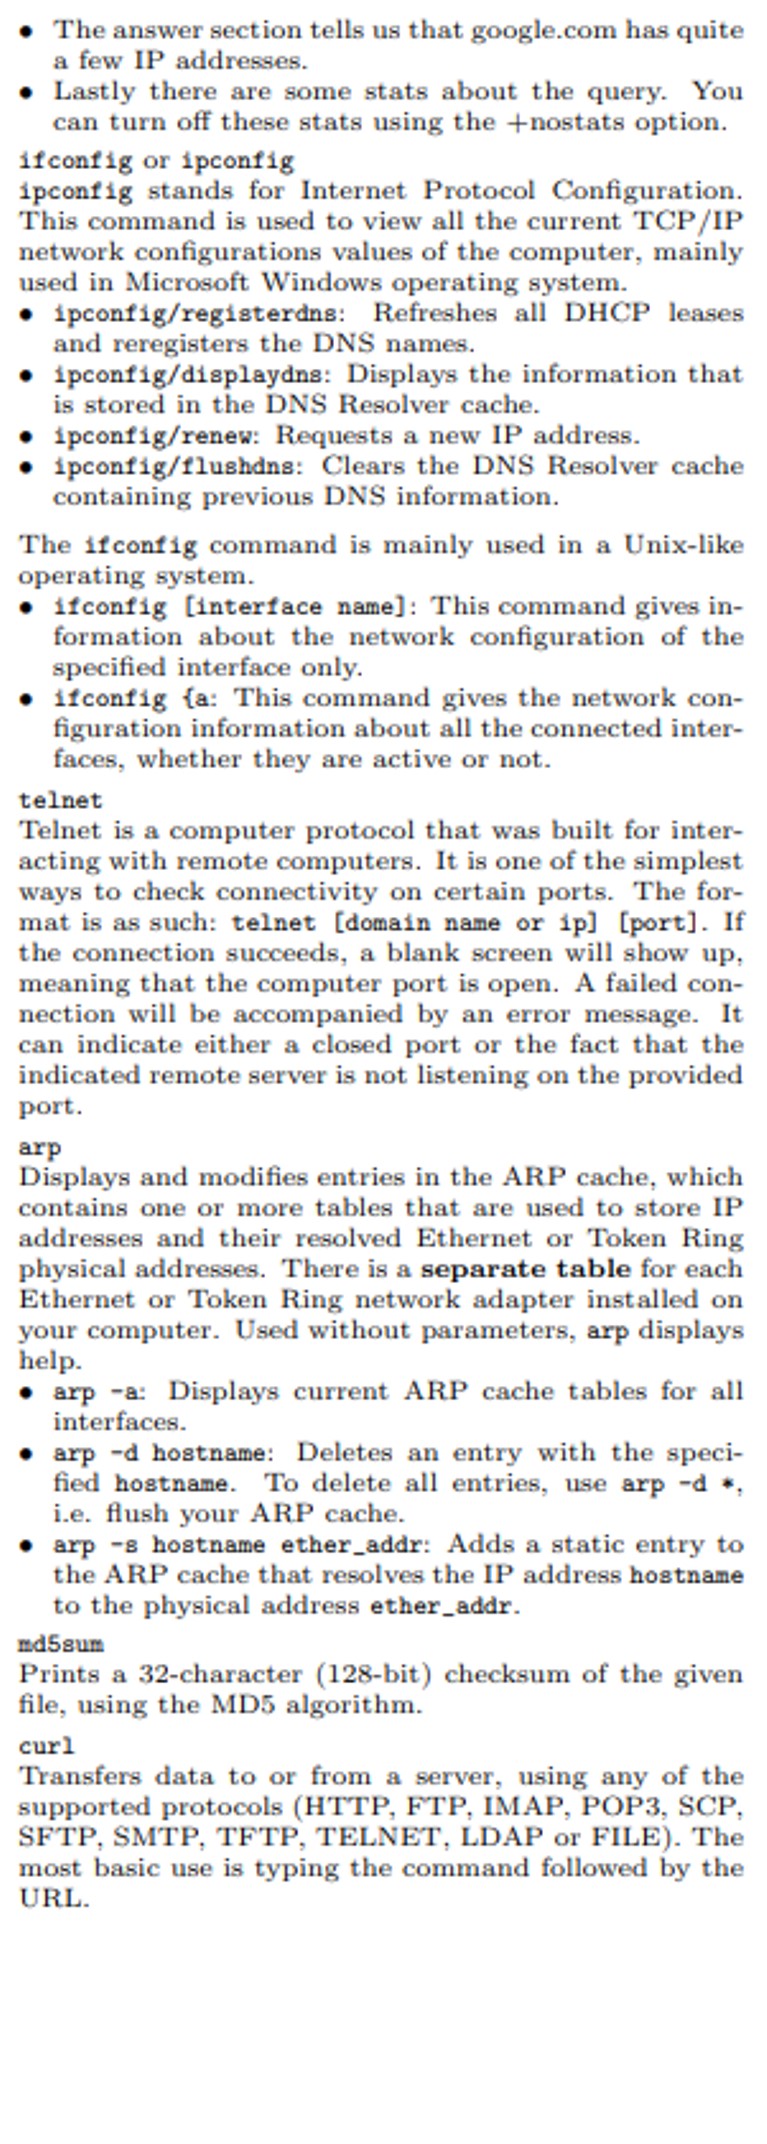 • The answer section tells us that google.com has quite
a few IP addresses.
• Lastly there are some stats about the query. You
can turn off these stats using the +nostats option.
ifconfig or ipconfig
ipconfig stands for Internet Protocol Configuration.
This command is used to view all the current TCP/IP
network configurations values of the computer, mainly
used in Microsoft Windows operating system.
• ipconfig/registerdns: Refreshes all DHCP leases
and reregisters the DNS names.
• ipconfig/displaydns: Displays the information that
is stored in the DNS Resolver cache.
• ipconfig/renew: Requests a new IP address.
• ipconfig/flushdns: Clears the DNS Resolver cache
containing previous DNS information.
The ifconfig command is mainly used in a Unix-like
operating system.
• ifconfig [interface name]: This command gives in-
formation about the network configuration of the
specified interface only.
• ifconfig {a: This command gives the network con-
figuration information about all the connected inter-
faces, whether they are active or not.
telnet
Telnet is a computer protocol that was built for inter-
acting with remote computers. It is one of the simplest
ways to check connectivity on certain ports. The for-
mat is as such: telnet [domain name or ip] [port]. If
the connection succeeds, a blank screen will show up,
meaning that the computer port is open. A failed con-
nection will be accompanied by an error message. It
can indicate either a closed port or the fact that the
indicated remote server is not listening on the provided
port.
arp
Displays and modifies entries in the ARP cache, which
contains one or more tables that are used to store IP
addresses and their resolved Ethernet or Token Ring
physical addresses. There is a separate table for each
Ethernet or Token Ring network adapter installed on
your computer. Used without parameters, arp displays
help.
• arp -a: Displays current ARP cache tables for all
interfaces.
• arp -d hostname: Deletes an entry with the speci-
fied hostname. To delete all entries, use arp -d *,
i.e. flush your ARP cache.
• arp -s hostname ether_addr: Adds a static entry to
the ARP cache that resolves the IP address hostname
to the physical address ether_addr.
md5sum
Prints a 32-character (128-bit) checksum of the given
file, using the MD5 algorithm.
curl
Transfers data to or from a server, using any of the
supported protocols (HTTP, FTP, IMAP, POP3, SCP,
SFTP, SMTP, TFTP, TELNET, LDAP or FILE). The
most basic use is typing the command followed by the
URL.